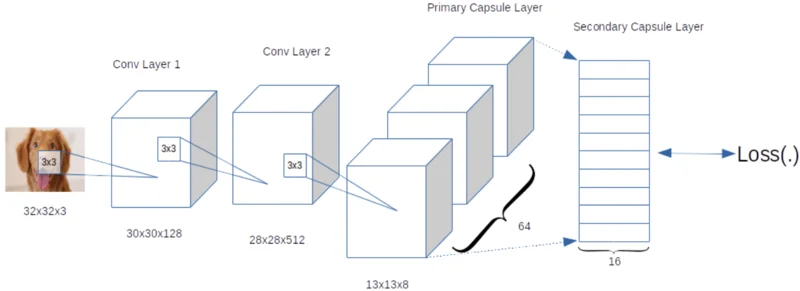 Primary Capsule Layer
Secondary Capsule Layer
Conv Layer 1
Conv Layer 2
3x3
3x3
3x3
Loss(.)
32x32x3
30x30x128
28x28x512
64
16
13x13x8